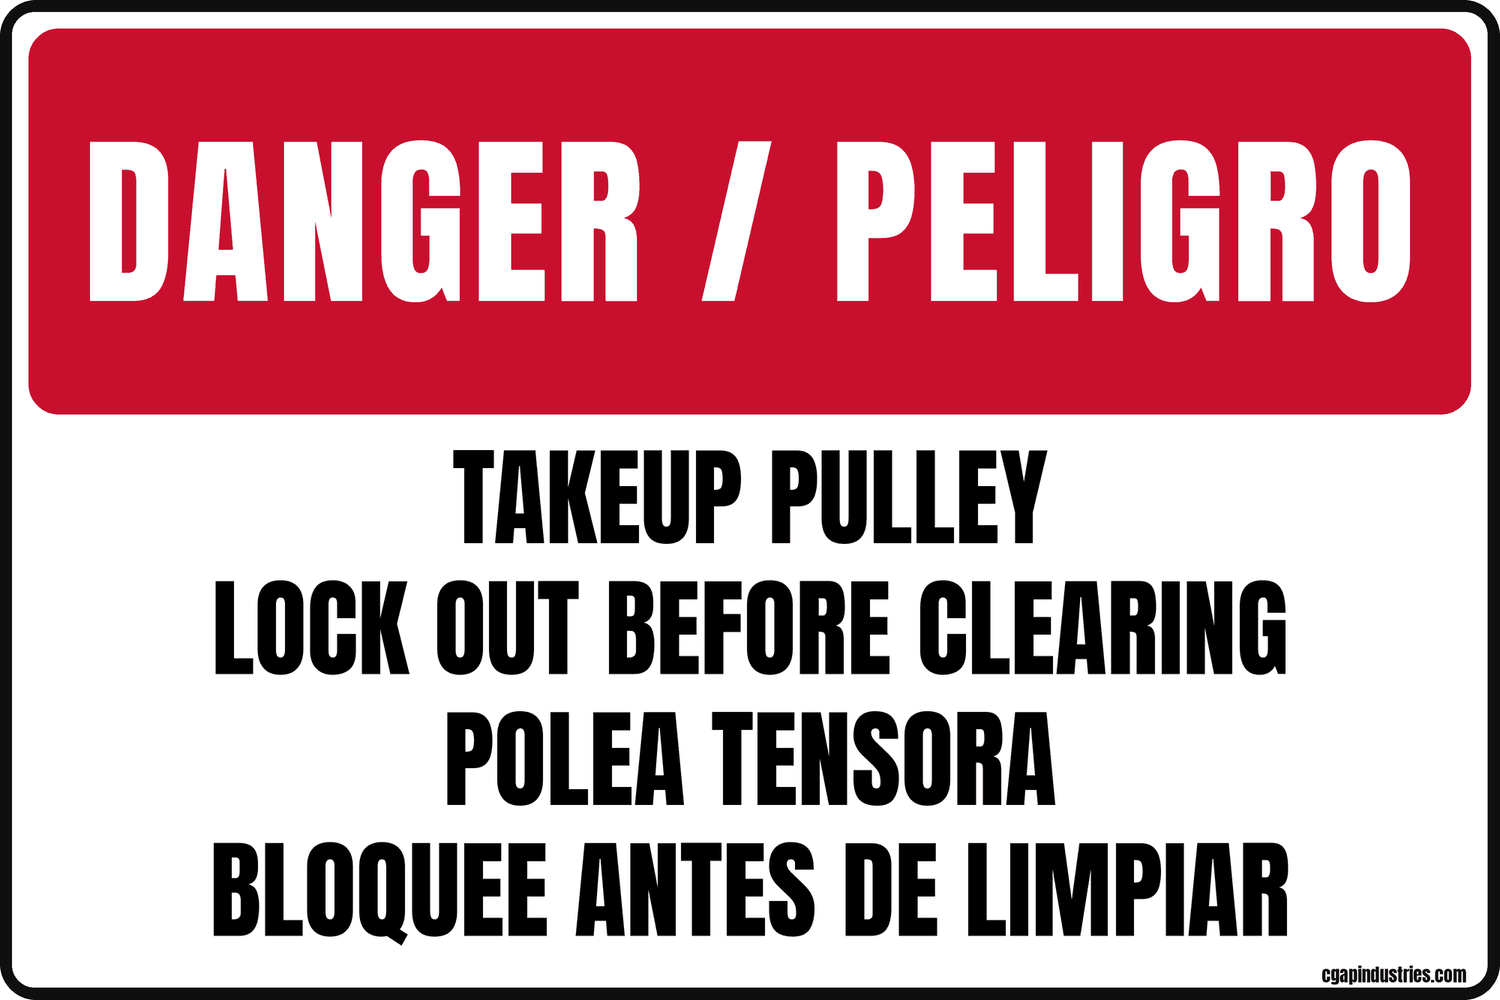 DANGER / PELIGRO
TAKEUP PULLEY
LOCK OUT BEFORE CLEARING
POLEA TENSORA
BLOQUEE ANTES DE LIMPIAR
cgapindustries.com